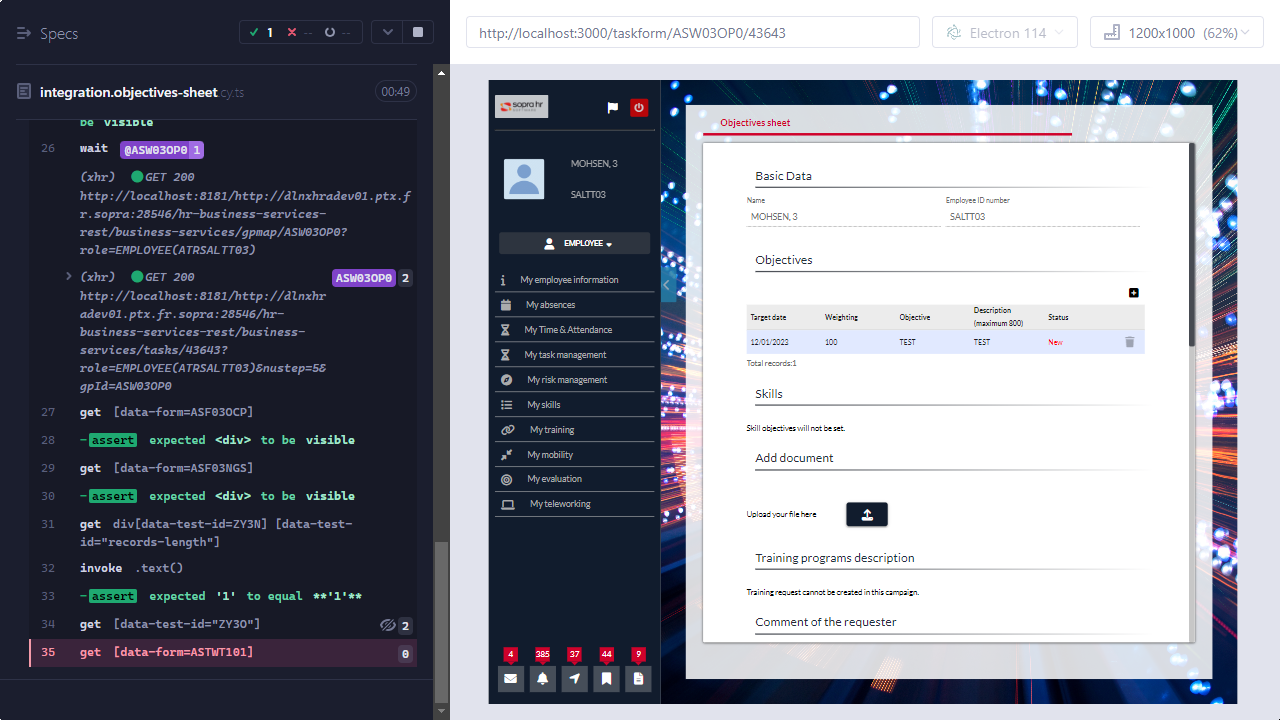 Specs
1
--
--
http://localhost:3000/taskform/ASW03OP0/43643
Electron 114
1200x1000 (62%)
integration.objectives-sheet.cy.ts
00:49
be visible
26 wait @ASW03OP0 1
(xhr) GET 200
http://localhost:8181/http://dlnxhradev01.ptx.f
r.sopra:28546/hr-business-services-
rest/business-services/gpmap/ASW03OP0?
role=EMPLOYEE(ATRSALTT03)
(xhr) GET 200 ASW03OP0 2
http://localhost:8181/http://dlnxhr
adev01.ptx.fr.sopra:28546/hr-
business-services-rest/business-
services/tasks/43643?
role=EMPLOYEE(ATRSALTT03)&nustep=5&
gpId=ASW03OP0
27 get [data-form=ASF03OCP]
28 -assert expected <div> to be visible
29 get [data-form=ASF03NGS]
30 -assert expected <div> to be visible
31 get div[data-test-id=ZY3N] [data-test-
id="records-length"]
32 invoke .text()
33 -assert expected '1' to equal **'1'**
34 get [data-test-id="ZY3O"] 2
35 get [data-form=ASTWT101] 0
sopra hr
MOHSEN, 3
SALTT03
EMPLOYEE
My employee information
My absences
My Time & Attendance
My task management
My risk management
My skills
My training
My mobility
My evaluation
My teleworking
4 385 37 44 9
Objectives sheet
Basic Data
Name Employee ID number
MOHSEN, 3 SALTT03
Objectives
Target date Weighting Objective Description (maximum 800) Status
12/01/2023 100 TEST TEST New
Total records:1
Skills
Skill objectives will not be set.
Add document
Upload your file here
Training programs description
Training request cannot be created in this campaign.
Comment of the requester